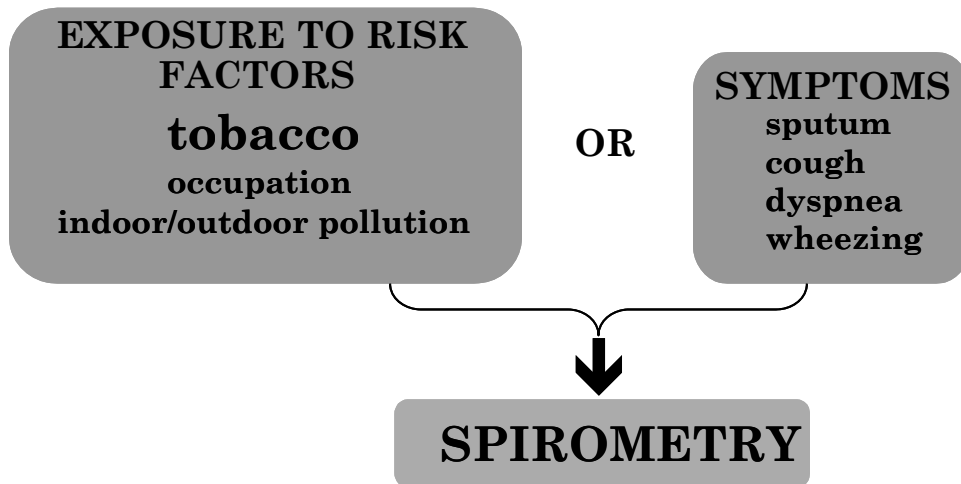 EXPOSURE TO RISK
FACTORS
tobacco
occupation
indoor/outdoor pollution
OR
SYMPTOMS
sputum
cough
dyspnea
wheezing
SPIROMETRY